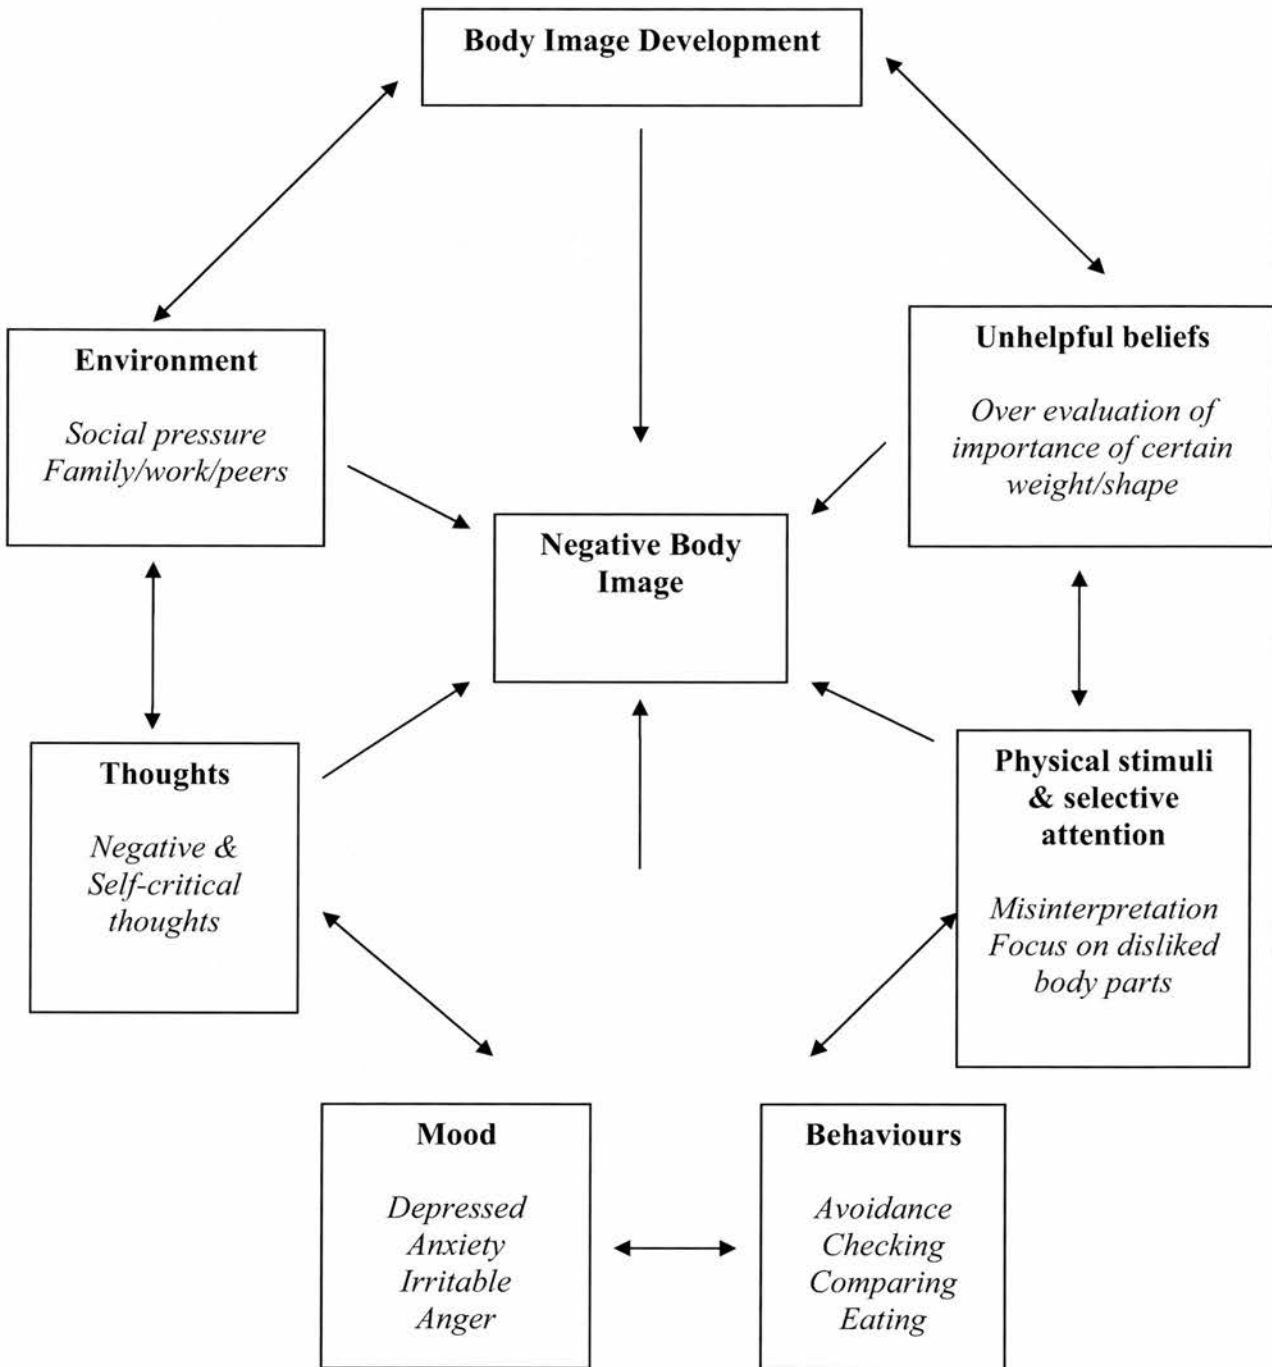 Body Image Development
Environment
Social pressure
Family/work/peers
Unhelpful beliefs
Over evaluation of
importance of certain
weight/shape
Negative Body
Image
Thoughts
Negative &
Self-critical
thoughts
Physical stimuli
& selective
attention
Misinterpretation
Focus on disliked
body parts
Mood
Depressed
Anxiety
Irritable
Anger
Behaviours
Avoidance
Checking
Comparing
Eating